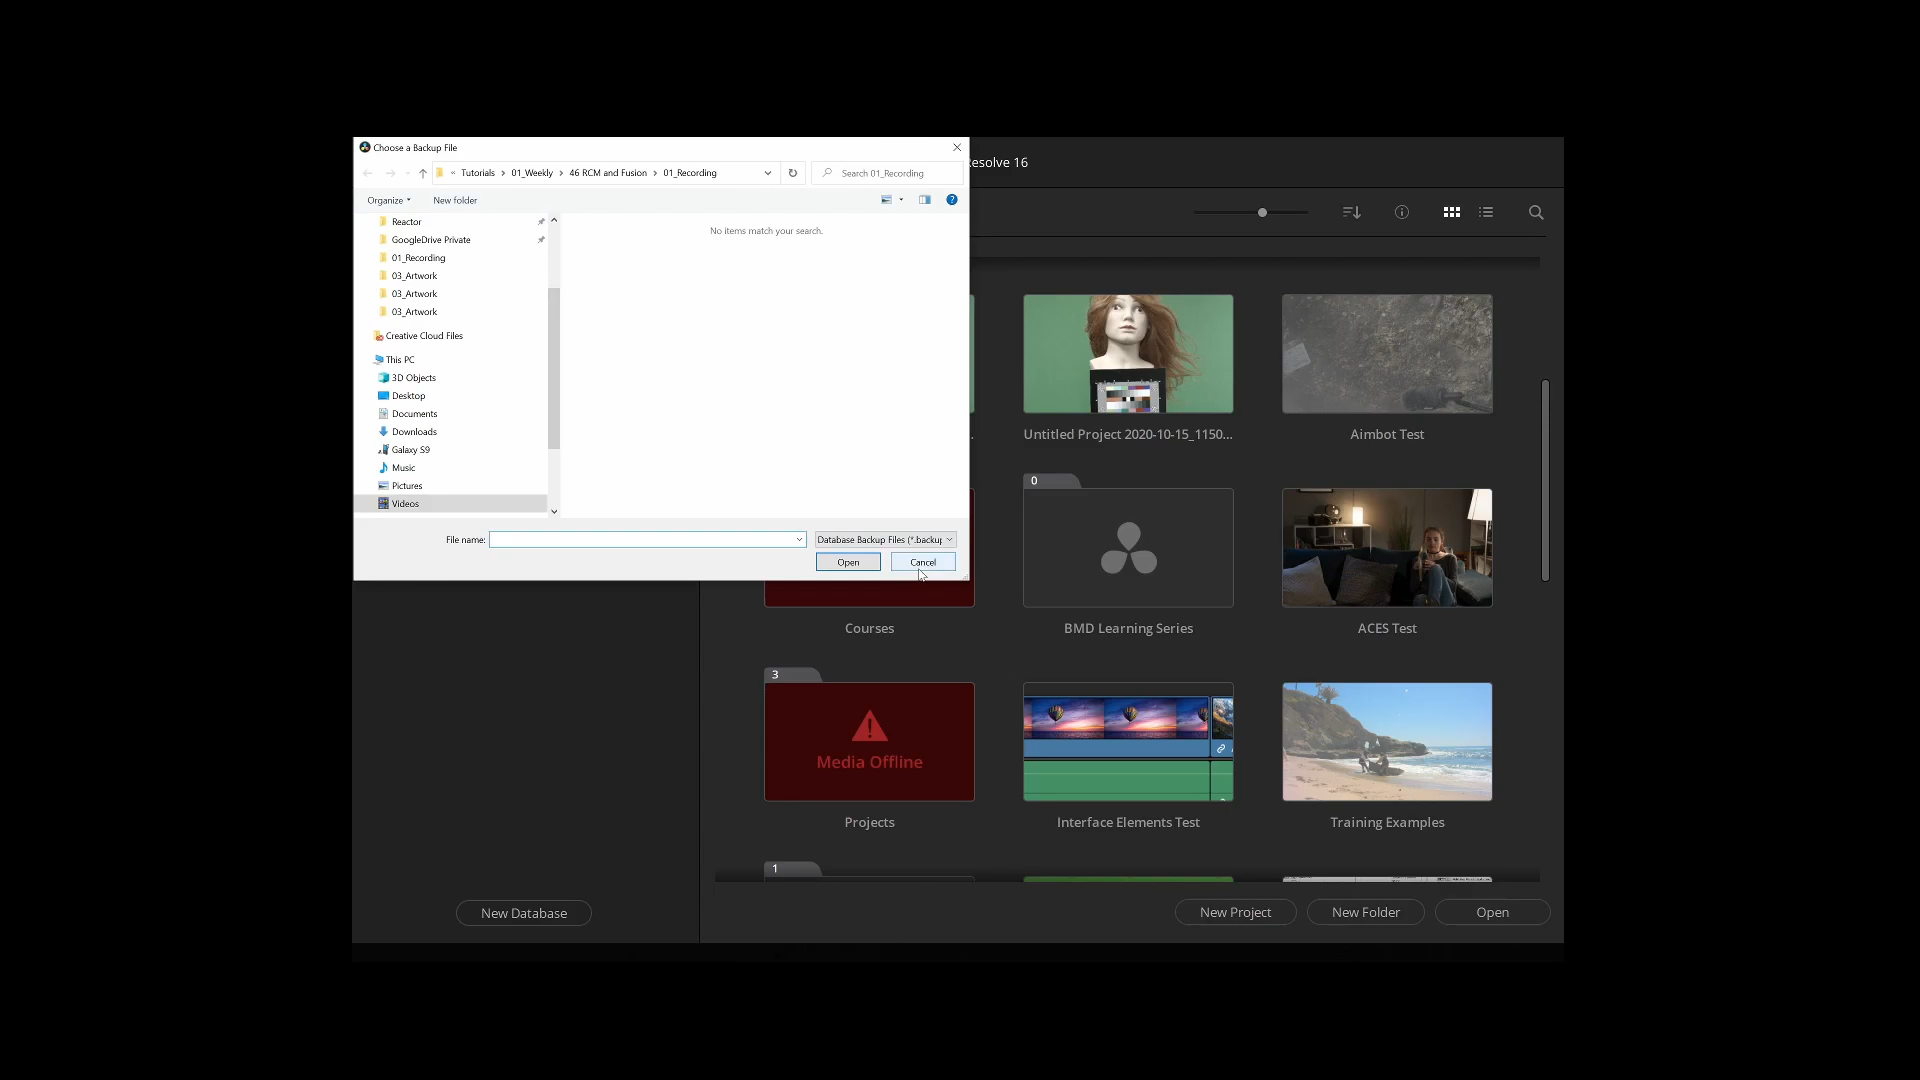 Choose a Backup File
« Tutorials > 01_Weekly > 46 RCM and Fusion > 01_Recording
Search 01_Recording
Organize
New folder
Reactor
GoogleDrive Private
01_Recording
03_Artwork
03_Artwork
03_Artwork
Creative Cloud Files
This PC
3D Objects
Desktop
Documents
Downloads
Galaxy S9
Music
Pictures
Videos
No items match your search.
File name:
Database Backup Files (*.backup
Open
Cancel
Resolve 16
Untitled Project 2020-10-15_1150...
Aimbot Test
0
Courses
BMD Learning Series
ACES Test
3
Media Offline
Projects
Interface Elements Test
Training Examples
1
New Database
New Project
New Folder
Open